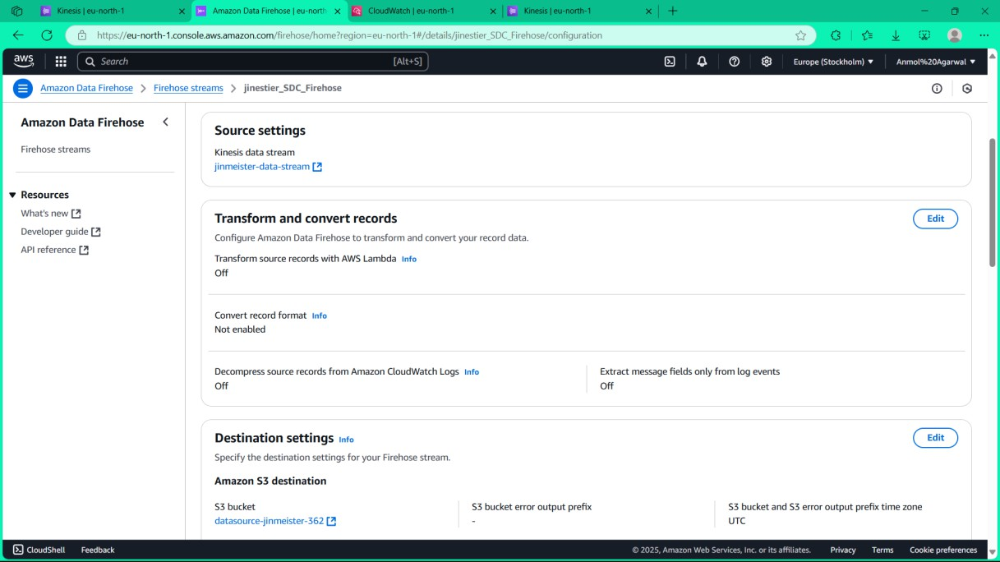 Kinesis | eu-north-1
Amazon Data Firehose | eu-north
CloudWatch | eu-north-1
Kinesis | eu-north-1
https://eu-north-1.console.aws.amazon.com/firehose/home?region=eu-north-1#/details/jinestier_SDC_Firehose/configuration
aws
Search
[Alt+S]
Europe (Stockholm)
Anmol%20Agarwal
Amazon Data Firehose > Firehose streams > jinestier_SDC_Firehose
Amazon Data Firehose
Firehose streams
Resources
What's new
Developer guide
API reference
Source settings
Kinesis data stream
jinmeister-data-stream
Transform and convert records
Edit
Configure Amazon Data Firehose to transform and convert your record data.
Transform source records with AWS Lambda Info
Off
Convert record format Info
Not enabled
Decompress source records from Amazon CloudWatch Logs Info
Off
Extract message fields only from log events
Off
Destination settings Info
Edit
Specify the destination settings for your Firehose stream.
Amazon S3 destination
S3 bucket
datasource-jinmeister-362
S3 bucket error output prefix
-
S3 bucket and S3 error output prefix time zone
UTC
CloudShell
Feedback
© 2025, Amazon Web Services, Inc. or its affiliates.
Privacy
Terms
Cookie preferences